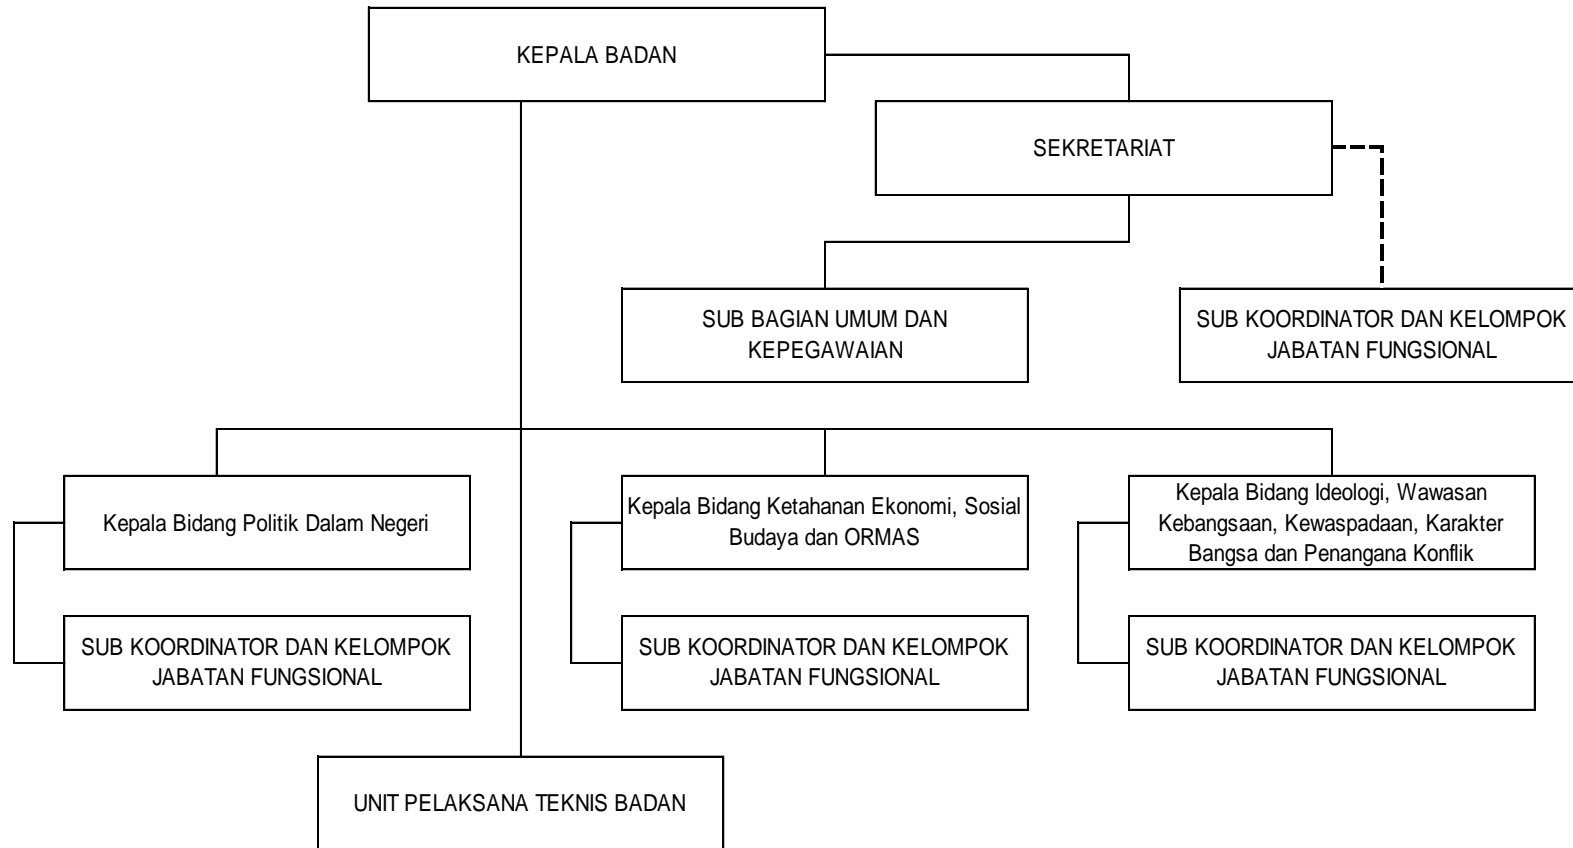 KEPALA BADAN
SEKRETARIAT
SUB BAGIAN UMUM DAN
KEPEGAWAIAN
SUB KOORDINATOR DAN KELOMPOK
JABATAN FUNGSIONAL
Kepala Bidang Politik Dalam Negeri
Kepala Bidang Ketahanan Ekonomi, Sosial
Budaya dan ORMAS
Kepala Bidang Ideologi, Wawasan
Kebangsaan, Kewaspadaan, Karakter
Bangsa dan Penangana Konflik
SUB KOORDINATOR DAN KELOMPOK
JABATAN FUNGSIONAL
SUB KOORDINATOR DAN KELOMPOK
JABATAN FUNGSIONAL
SUB KOORDINATOR DAN KELOMPOK
JABATAN FUNGSIONAL
UNIT PELAKSANA TEKNIS BADAN